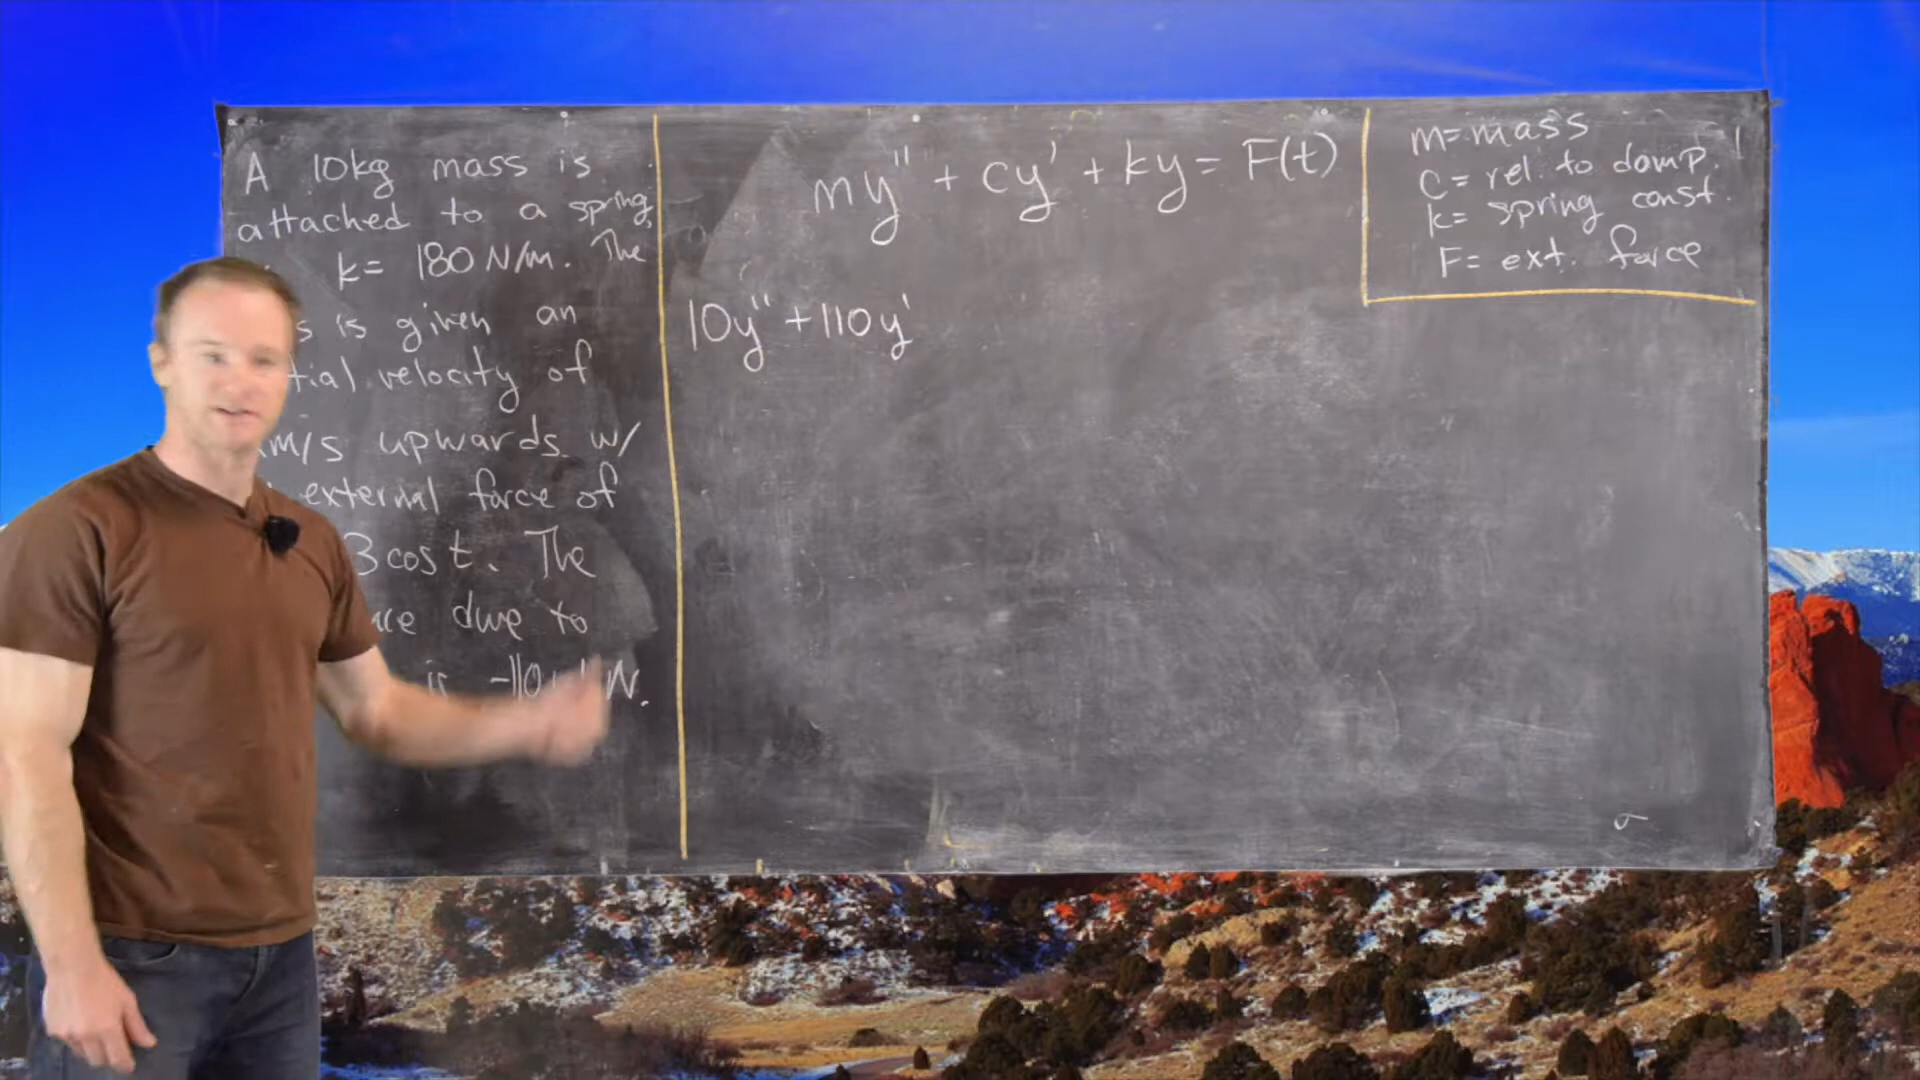 A 10kg mass is
attached to a spring,
k= 180 N/m. The
s is given an
tial velocity of
m/s upwards w/
external force of
3 cos t. The
due to
is -110 N.
my'' + cy' + ky = F(t)
10y'' + 110y'
m= mass
c= rel. to damp.
k= spring const.
F= ext. force